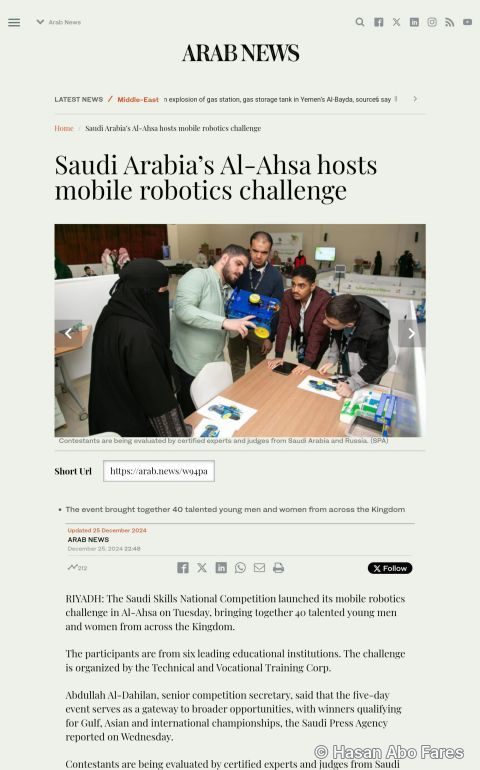 Arab News
ARAB NEWS
LATEST NEWS / Middle-East n explosion of gas station, gas storage tank in Yemen's Al-Bayda, sources say
Home / Saudi Arabia's Al-Ahsa hosts mobile robotics challenge
Saudi Arabia's Al-Ahsa hosts
mobile robotics challenge
Contestants are being evaluated by certified experts and judges from Saudi Arabia and Russia. (SPA)
Short Url https://arab.news/w94pa
• The event brought together 40 talented young men and women from across the Kingdom
Updated 25 December 2024
ARAB NEWS
December 25, 2024 22:48
212
X Follow
RIYADH: The Saudi Skills National Competition launched its mobile robotics
challenge in Al-Ahsa on Tuesday, bringing together 40 talented young men
and women from across the Kingdom.
The participants are from six leading educational institutions. The challenge
is organized by the Technical and Vocational Training Corp.
Abdullah Al-Dahilan, senior competition secretary, said that the five-day
event serves as a gateway to broader opportunities, with winners qualifying
for Gulf, Asian and international championships, the Saudi Press Agency
reported on Wednesday.
Contestants are being evaluated by certified experts and judges from Saudi
© Hasan Abo Fares